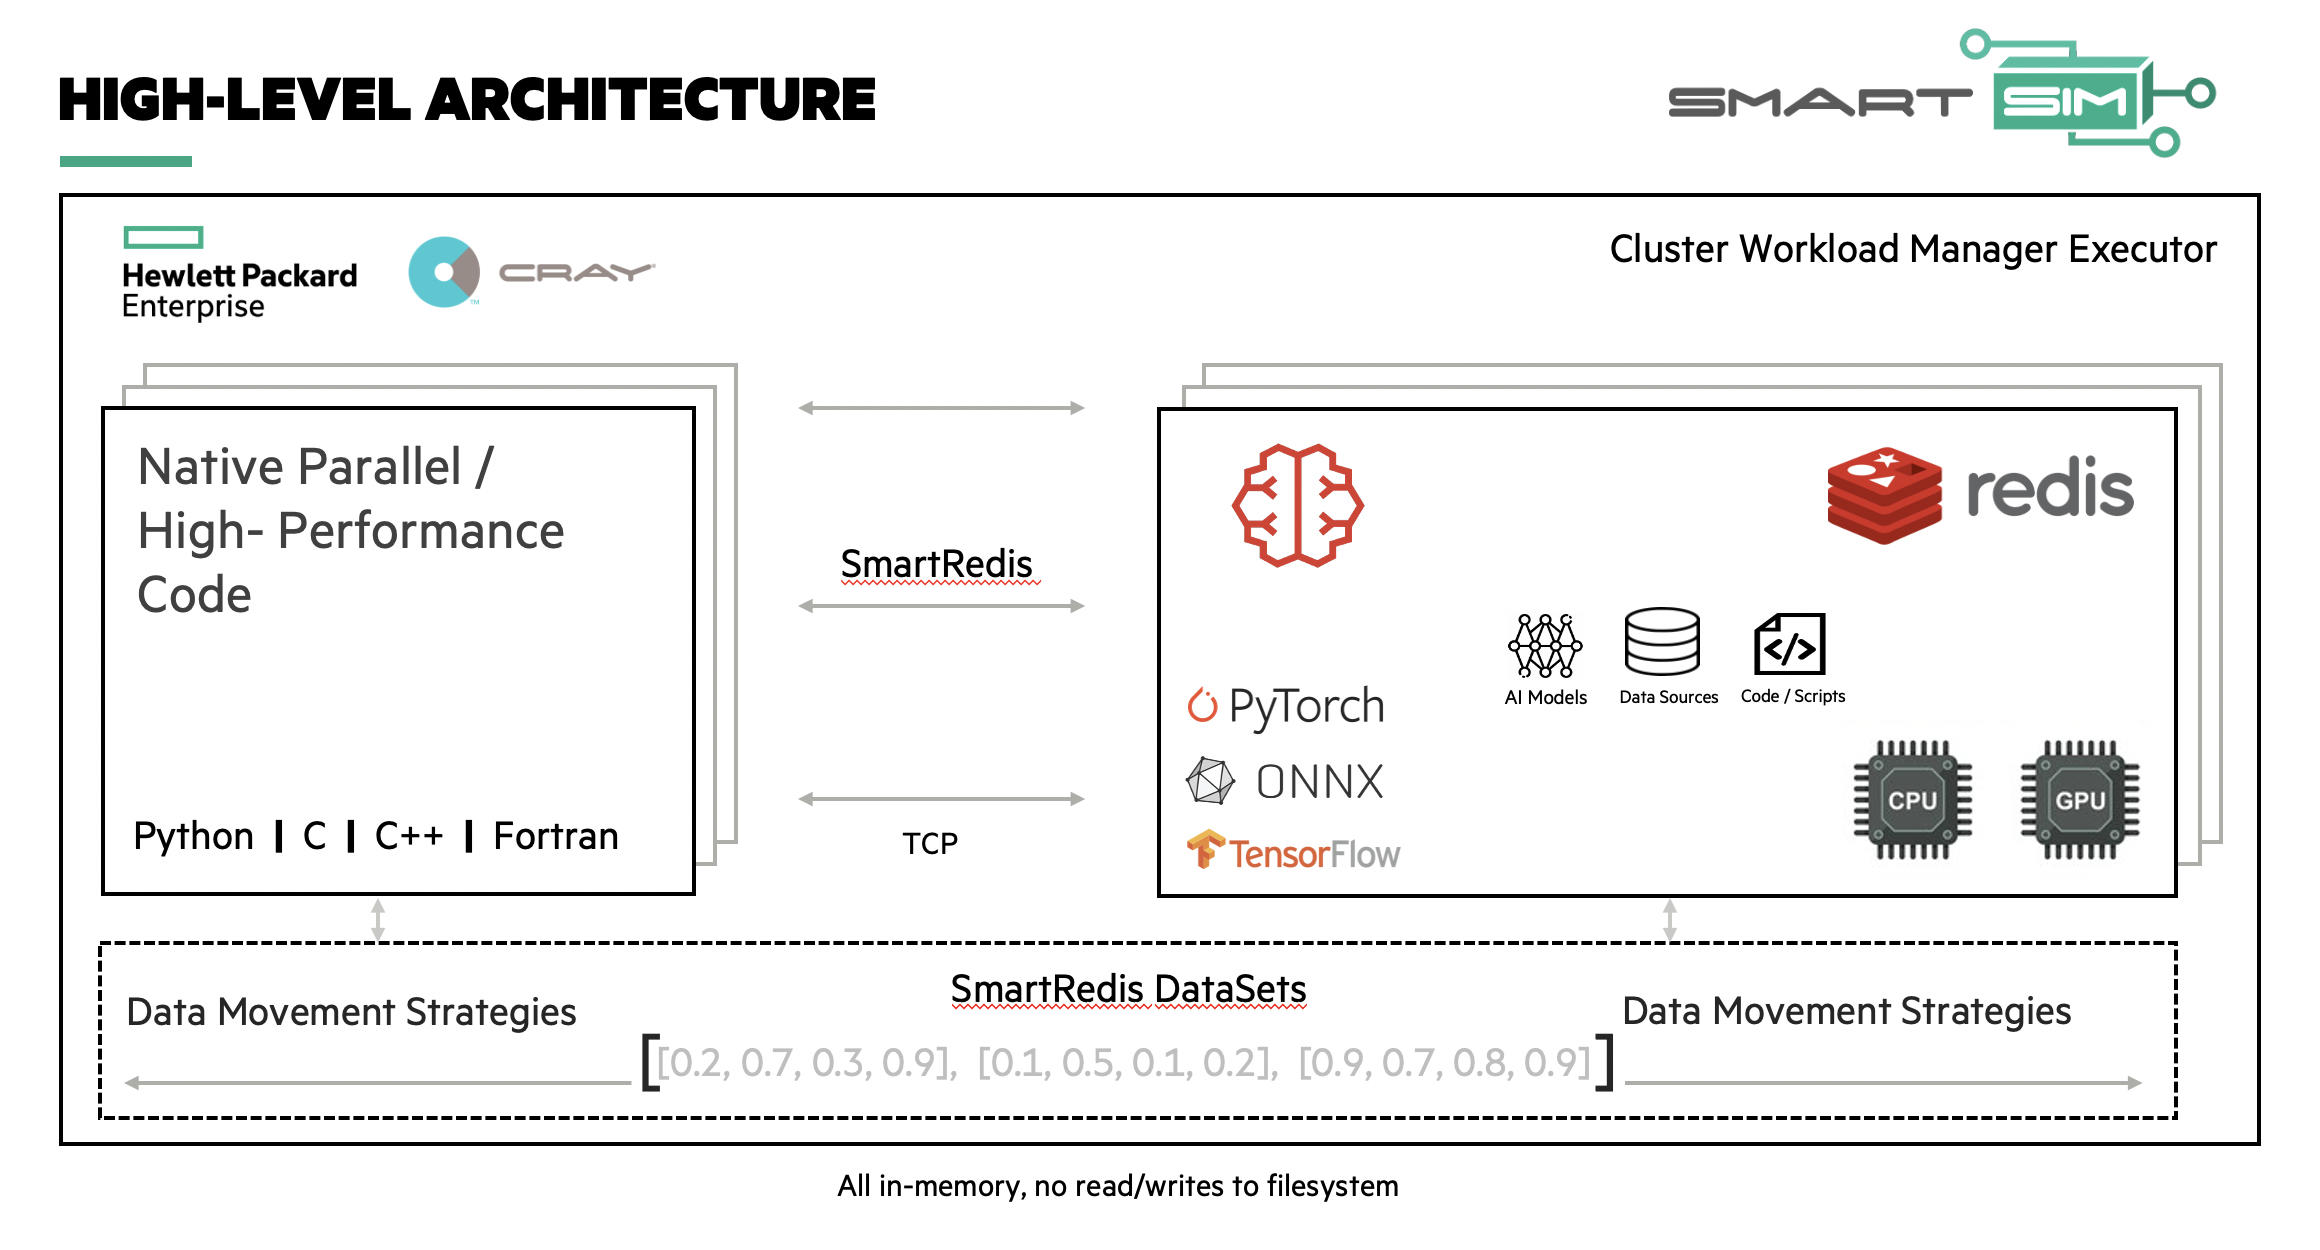 HIGH-LEVEL ARCHITECTURE
SMART SIM
Hewlett Packard
Enterprise
CRAY
TM
Cluster Workload Manager Executor
Native Parallel /
High- Performance
Code
Python | C | C++ | Fortran
SmartRedis
TCP
redis
AI Models
Data Sources
</>
Code / Scripts
PyTorch
ONNX
TensorFlow
CPU
GPU
SmartRedis DataSets
Data Movement Strategies
[[0.2, 0.7, 0.3, 0.9], [0.1, 0.5, 0.1, 0.2], [0.9, 0.7, 0.8, 0.9]]
Data Movement Strategies
All in-memory, no read/writes to filesystem